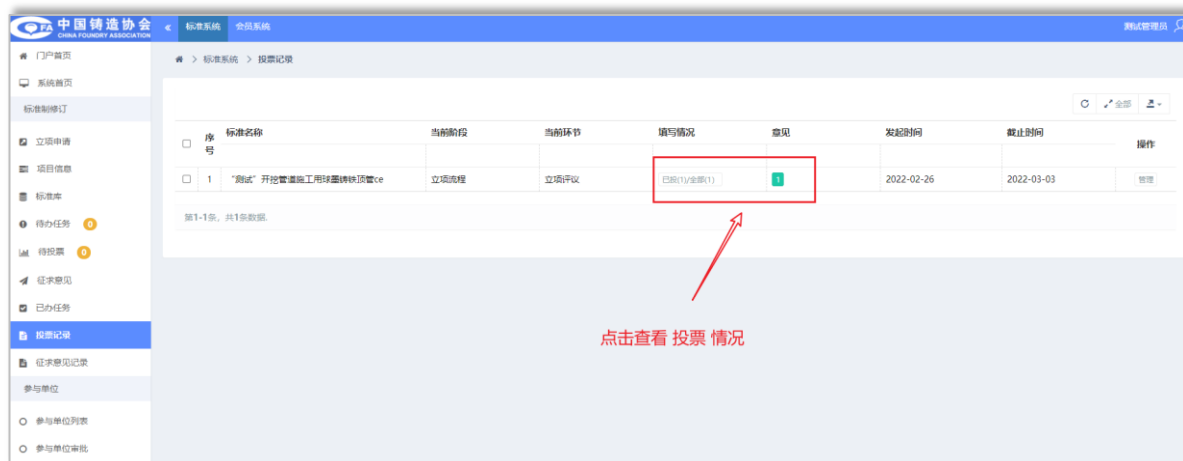 中国铸造协会
CHINA FOUNDRY ASSOCIATION
FA
« 标准系统 会员系统
测试管理员
门户首页
系统首页
标准制修订
立项申请
项目信息
标准库
待办任务 0
待投票 0
征求意见
已办任务
投票记录
征求意见记录
参与单位
参与单位列表
参与单位审批
> 标准系统 > 投票记录
全部
序号 标准名称 当前阶段 当前环节 填写情况 意见 发起时间 截止时间 操作
1 “测试”开挖管道施工用球墨铸铁顶管ce 立项流程 立项评议 已投(1)/全部(1) 1 2022-02-26 2022-03-03 管理
第1-1条，共1条数据.
点击查看 投票 情况